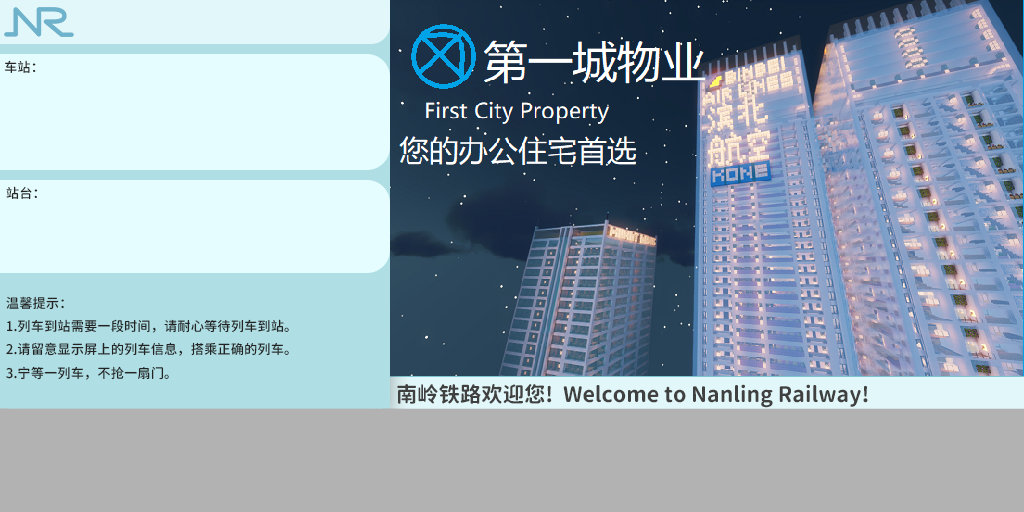 NR
车站：
站台：
温馨提示：
1.列车到站需要一段时间，请耐心等待列车到站。
2.请留意显示屏上的列车信息，搭乘正确的列车。
3.宁等一列车，不抢一扇门。
第一城物业
First City Property
您的办公住宅首选
AIR LINES
滨北
航空
KONE
南岭铁路欢迎您！Welcome to Nanling Railway!